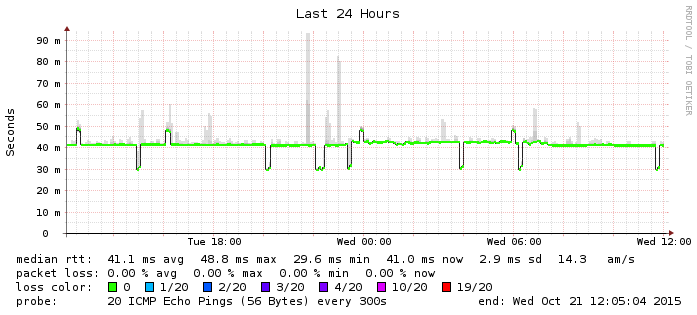 Last 24 Hours
RRDTOOL / TOBI OETIKER
Seconds
90 m
80 m
70 m
60 m
50 m
40 m
30 m
20 m
10 m
0
Tue 18:00 Wed 00:00 Wed 06:00 Wed 12:00
median rtt: 41.1 ms avg 48.8 ms max 29.6 ms min 41.0 ms now 2.9 ms sd 14.3 am/s
packet loss: 0.00 % avg 0.00 % max 0.00 % min 0.00 % now
loss color: 0 1/20 2/20 3/20 4/20 10/20 19/20
probe: 20 ICMP Echo Pings (56 Bytes) every 300s end: Wed Oct 21 12:05:04 2015